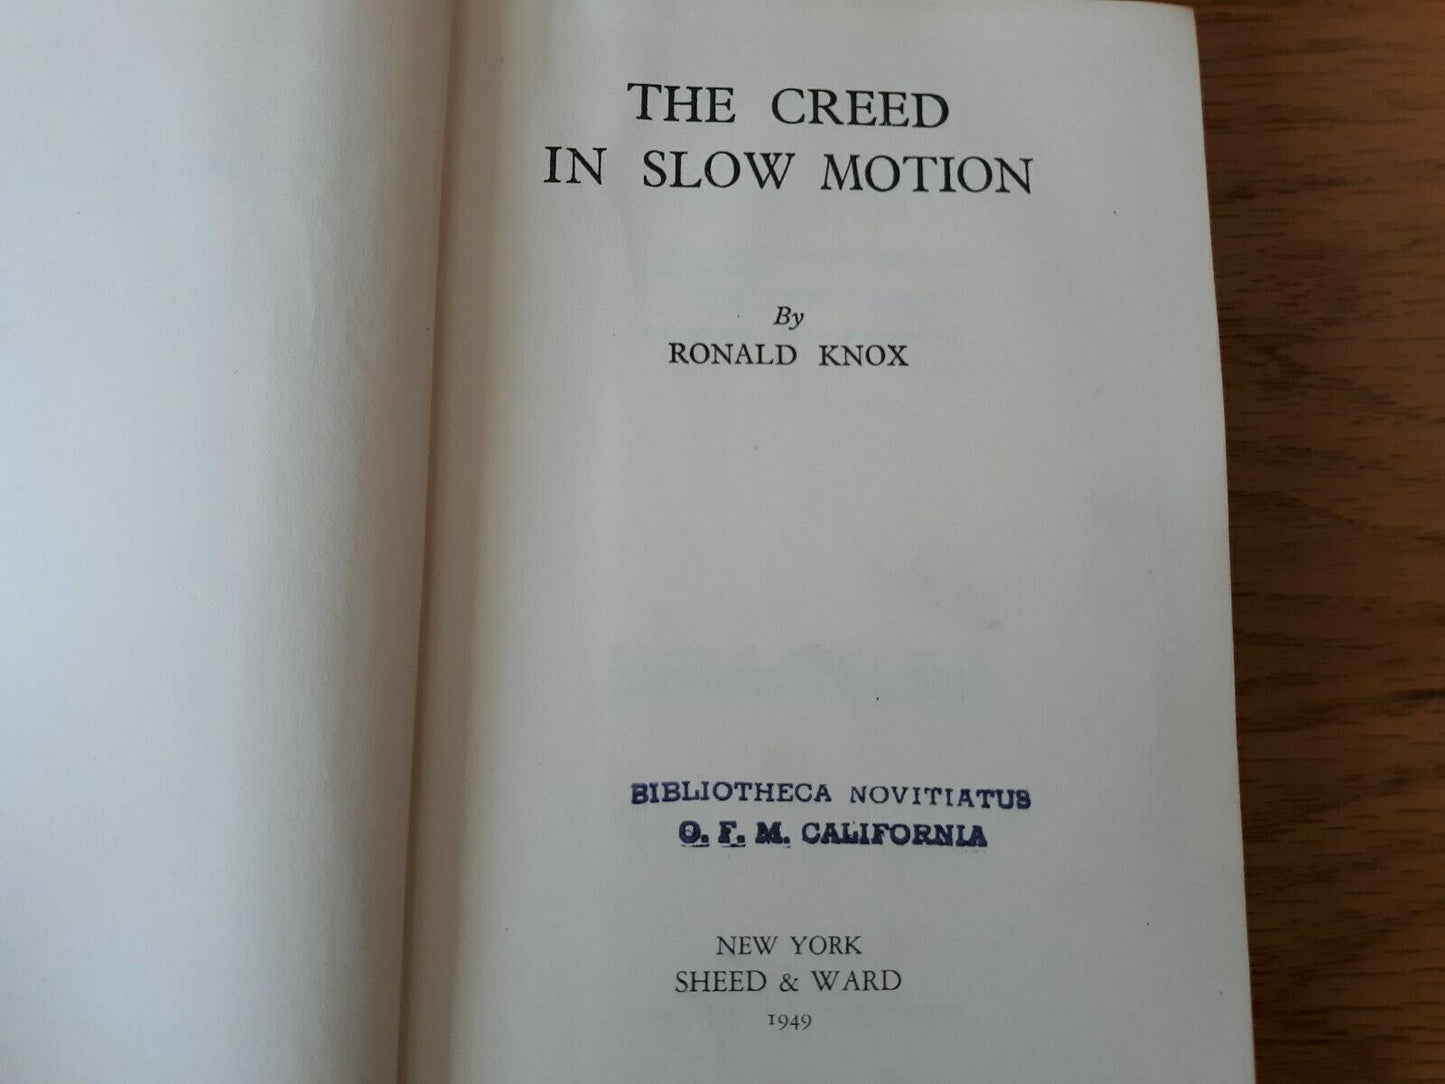 THE CREED
IN SLOW MOTION
By
RONALD KNOX
BIBLIOTHECA NOVITIATUS
O. F. M. CALIFORNIA
NEW YORK
SHEED & WARD
1949